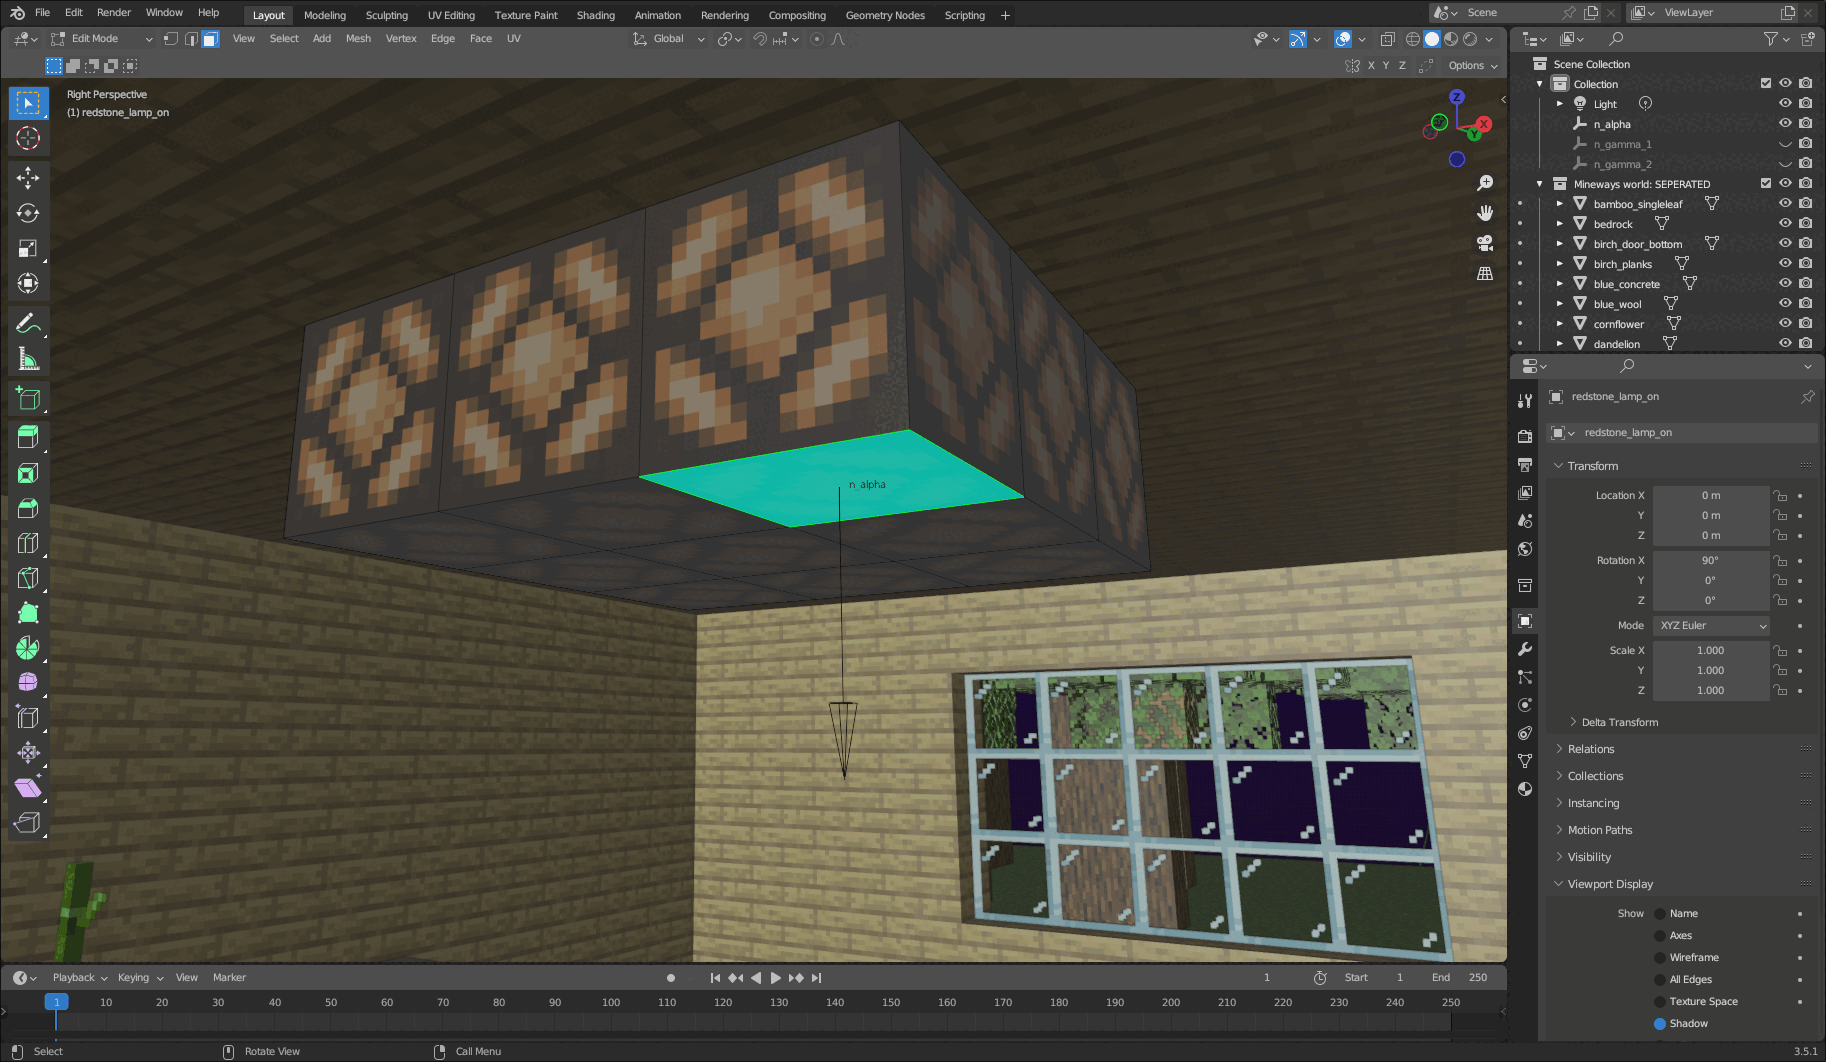 File Edit Render Window Help
Layout Modeling Sculpting UV Editing Texture Paint Shading Animation Rendering Compositing Geometry Nodes Scripting +
Scene
ViewLayer
Edit Mode
View Select Add Mesh Vertex Edge Face UV
Global
X Y Z
Options
Right Perspective
(1) redstone_lamp_on
Z
X
Y
n_alpha
Scene Collection
Collection
Light
n_alpha
n_gamma_1
n_gamma_2
Mineways world: SEPERATED
bamboo_singleleaf
bedrock
birch_door_bottom
birch_planks
blue_concrete
blue_wool
cornflower
dandelion
redstone_lamp_on
redstone_lamp_on
Transform
Location X 0 m
Y 0 m
Z 0 m
Rotation X 90°
Y 0°
Z 0°
Mode XYZ Euler
Scale X 1.000
Y 1.000
Z 1.000
Delta Transform
Relations
Collections
Instancing
Motion Paths
Visibility
Viewport Display
Show Name
Axes
Wireframe
All Edges
Texture Space
Shadow
Playback Keying View Marker
1 Start 1 End 250
1 10 20 30 40 50 60 70 80 90 100 110 120 130 140 150 160 170 180 190 200 210 220 230 240 250
Select Rotate View Call Menu
3.5.1